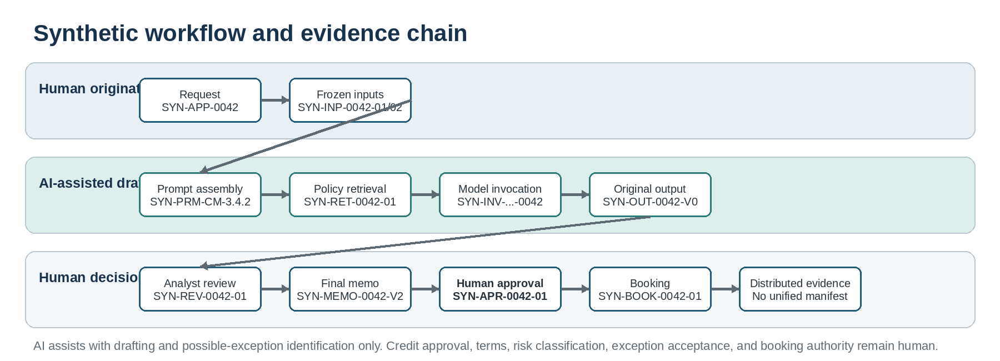 Synthetic workflow and evidence chain
Human originat
Request
SYN-APP-0042
Frozen inputs
SYN-INP-0042-01/02
AI-assisted dra
Prompt assembly
SYN-PRM-CM-3.4.2
Policy retrieval
SYN-RET-0042-01
Model invocation
SYN-INV-...-0042
Original output
SYN-OUT-0042-V0
Human decisio
Analyst review
SYN-REV-0042-01
Final memo
SYN-MEMO-0042-V2
Human approval
SYN-APR-0042-01
Booking
SYN-BOOK-0042-01
Distributed evidence
No unified manifest
AI assists with drafting and possible-exception identification only. Credit approval, terms, risk classification, exception acceptance, and booking authority remain human.